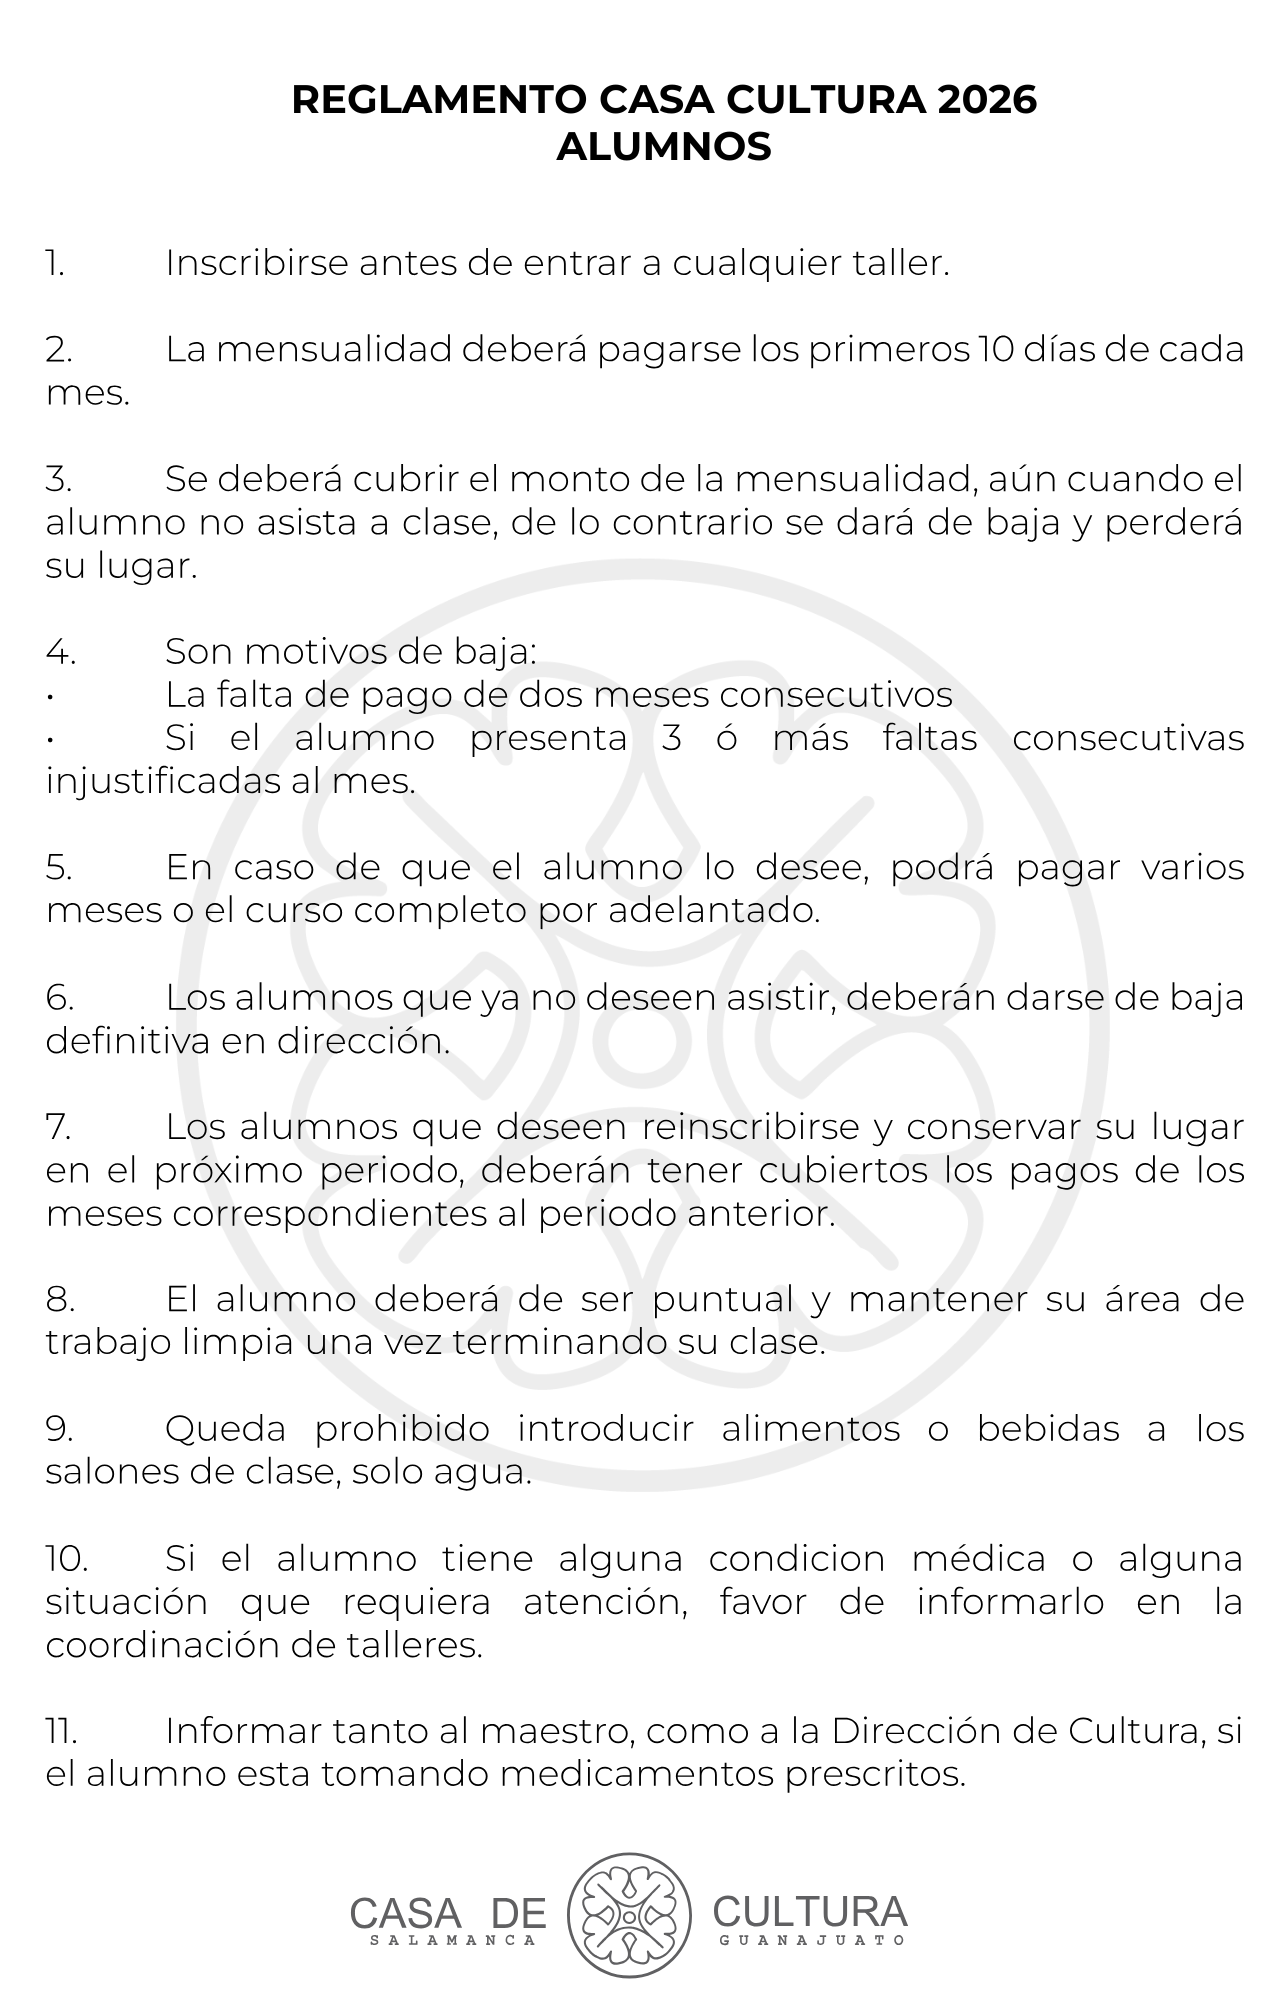 REGLAMENTO CASA CULTURA 2026
ALUMNOS
1. Inscribirse antes de entrar a cualquier taller.
2. La mensualidad deberá pagarse los primeros 10 días de cada
mes.
3. Se deberá cubrir el monto de la mensualidad, aún cuando el
alumno no asista a clase, de lo contrario se dará de baja y perderá
su lugar.
4. Son motivos de baja:
• La falta de pago de dos meses consecutivos
• Si el alumno presenta 3 ó más faltas consecutivas
injustificadas al mes.
5. En caso de que el alumno lo desee, podrá pagar varios
meses o el curso completo por adelantado.
6. Los alumnos que ya no deseen asistir, deberán darse de baja
definitiva en dirección.
7. Los alumnos que deseen reinscribirse y conservar su lugar
en el próximo periodo, deberán tener cubiertos los pagos de los
meses correspondientes al periodo anterior.
8. El alumno deberá de ser puntual y mantener su área de
trabajo limpia una vez terminando su clase.
9. Queda prohibido introducir alimentos o bebidas a los
salones de clase, solo agua.
10. Si el alumno tiene alguna condicion médica o alguna
situación que requiera atención, favor de informarlo en la
coordinación de talleres.
11. Informar tanto al maestro, como a la Dirección de Cultura, si
el alumno esta tomando medicamentos prescritos.
CASA DE CULTURA
SALAMANCA GUANAJUATO